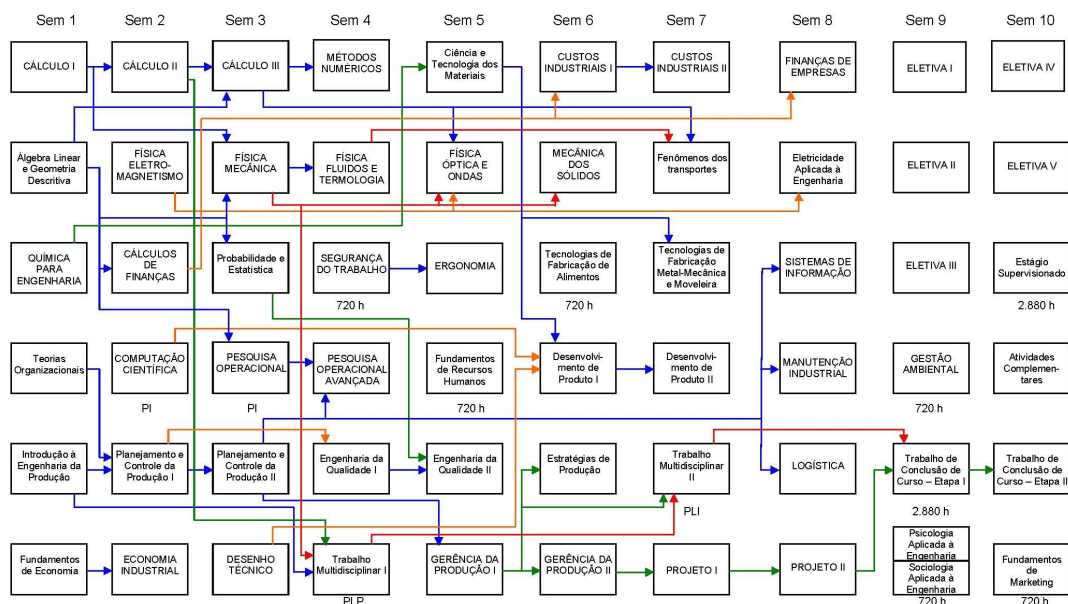 Sem 1 Sem 2 Sem 3 Sem 4 Sem 5 Sem 6 Sem 7 Sem 8 Sem 9 Sem 10
CÁLCULO I
CÁLCULO II
CÁLCULO III
MÉTODOS
NUMÉRICOS
Ciência e
Tecnologia dos
Materiais
CUSTOS
INDUSTRIAIS I
CUSTOS
INDUSTRIAIS II
FINANÇAS DE
EMPRESAS
ELETIVA I
ELETIVA IV
Álgebra Linear
e Geometria
Descritiva
FÍSICA
ELETRO-
MAGNETISMO
FÍSICA
MECÂNICA
FÍSICA
FLUIDOS E
TERMOLOGIA
FÍSICA
ÓPTICA E
ONDAS
MECÂNICA
DOS
SÓLIDOS
Fenômenos dos
transportes
Eletricidade
Aplicada à
Engenharia
ELETIVA II
ELETIVA V
QUÍMICA
PARA
ENGENHARIA
CÁLCULOS
DE
FINANÇAS
Probabilidade e
Estatística
SEGURANÇA
DO TRABALHO
720 h
ERGONOMIA
Tecnologias de
Fabricação de
Alimentos
720 h
Tecnologias de
Fabricação
Metal-Mecânica
e Moveleira
SISTEMAS DE
INFORMAÇÃO
ELETIVA III
Estágio
Supervisionado
2.880 h
Teorias
Organizacionais
COMPUTAÇÃO
CIENTÍFICA
PI
PESQUISA
OPERACIONAL
PI
PESQUISA
OPERACIONAL
AVANÇADA
Fundamentos
de Recursos
Humanos
720 h
Desenvolvi-
mento de
Produto I
Desenvolvi-
mento de
Produto II
MANUTENÇÃO
INDUSTRIAL
GESTÃO
AMBIENTAL
720 h
Atividades
Complemen-
tares
Introdução à
Engenharia da
Produção
Planejamento e
Controle da
Produção I
Planejamento e
Controle da
Produção II
Engenharia da
Qualidade I
Engenharia da
Qualidade II
Estratégias de
Produção
Trabalho
Multidisciplinar
II
PLI
LOGÍSTICA
Trabalho de
Conclusão de
Curso – Etapa I
2.880 h
Trabalho de
Conclusão de
Curso – Etapa II
Fundamentos
de Economia
ECONOMIA
INDUSTRIAL
DESENHO
TÉCNICO
Trabalho
Multidisciplinar I
PLP
GERÊNCIA DA
PRODUÇÃO I
GERÊNCIA DA
PRODUÇÃO II
PROJETO I
PROJETO II
Psicologia
Aplicada à
Engenharia
Sociologia
Aplicada à
Engenharia
720 h
Fundamentos
de Marketing
720 h